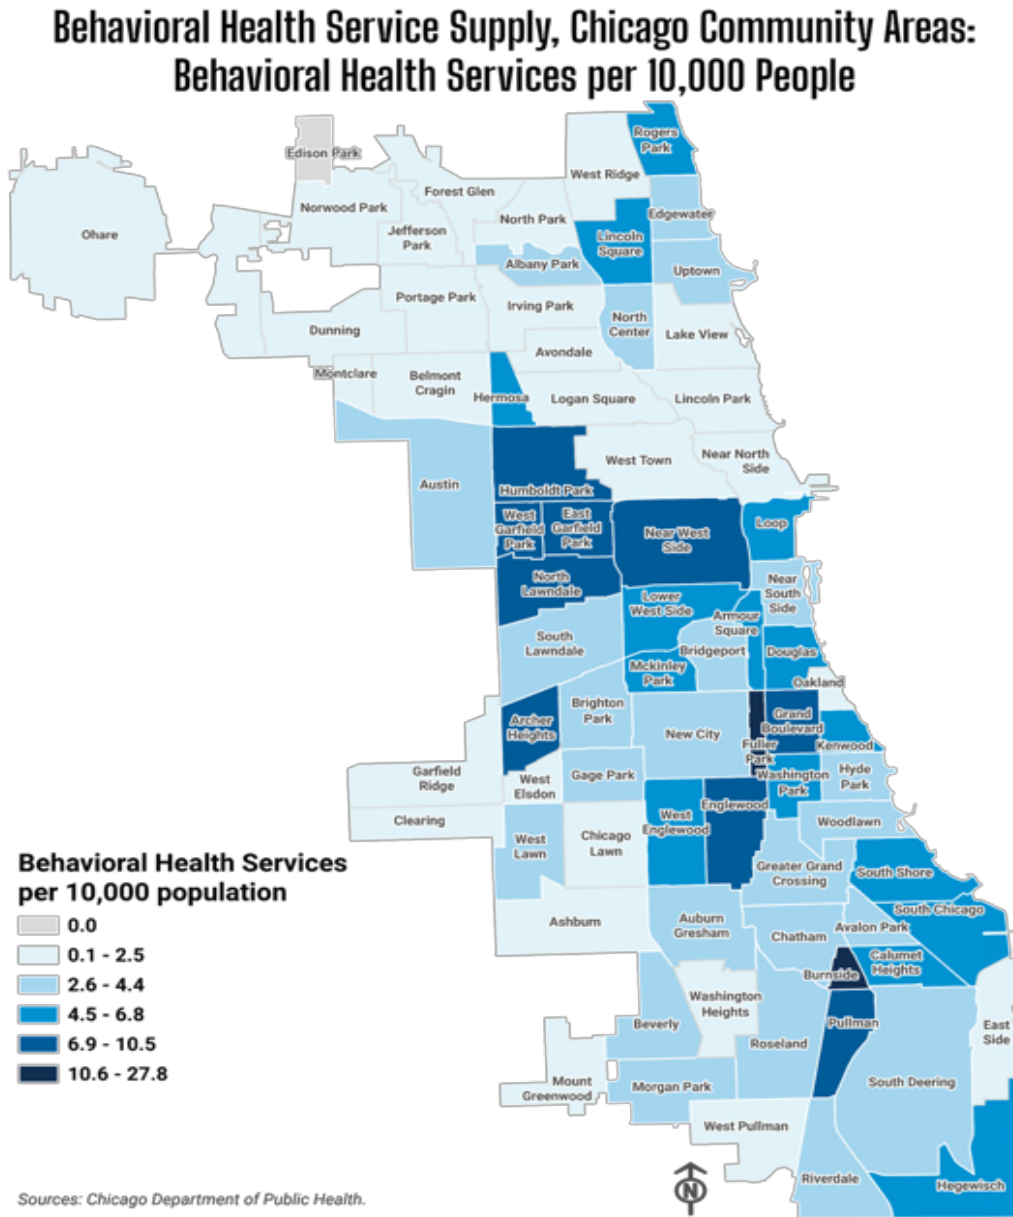 Behavioral Health Service Supply, Chicago Community Areas:
Behavioral Health Services per 10,000 People
Rogers
Park
Edison Park
West Ridge
Forest Glen
Norwood Park
North Park
Edgewater
Ohare
Jefferson
Park
Lincoln
Square
Albany Park
Uptown
Portage Park
Irving Park
North
Center
Dunning
Lake View
Avondale
Montclare
Belmont
Cragin
Hermosa
Logan Square
Lincoln Park
West Town
Near North
Side
Austin
Humboldt Park
West
Garfield
Park
East
Garfield
Park
Near West
Side
Loop
North
Lawndale
Near
South
Side
Lower
West Side
Armour
Square
South
Lawndale
Bridgeport
Douglas
Mckinley
Park
Oakland
Archer
Heights
Brighton
Park
New City
Grand
Boulevard
Fuller
Park
Kenwood
Garfield
Ridge
West
Elsdon
Gage Park
Washington
Park
Hyde
Park
Englewood
Clearing
West
Englewood
Woodlawn
West
Lawn
Chicago
Lawn
Greater Grand
Crossing
South Shore
South Chicago
Ashburn
Auburn
Gresham
Avalon Park
Chatham
Calumet
Heights
Burnside
Washington
Heights
Beverly
Pullman
East
Side
Roseland
South Deering
Mount
Greenwood
Morgan Park
West Pullman
Riverdale
Hegewisch
Behavioral Health Services
per 10,000 population
0.0
0.1 - 2.5
2.6 - 4.4
4.5 - 6.8
6.9 - 10.5
10.6 - 27.8
N
Sources: Chicago Department of Public Health.